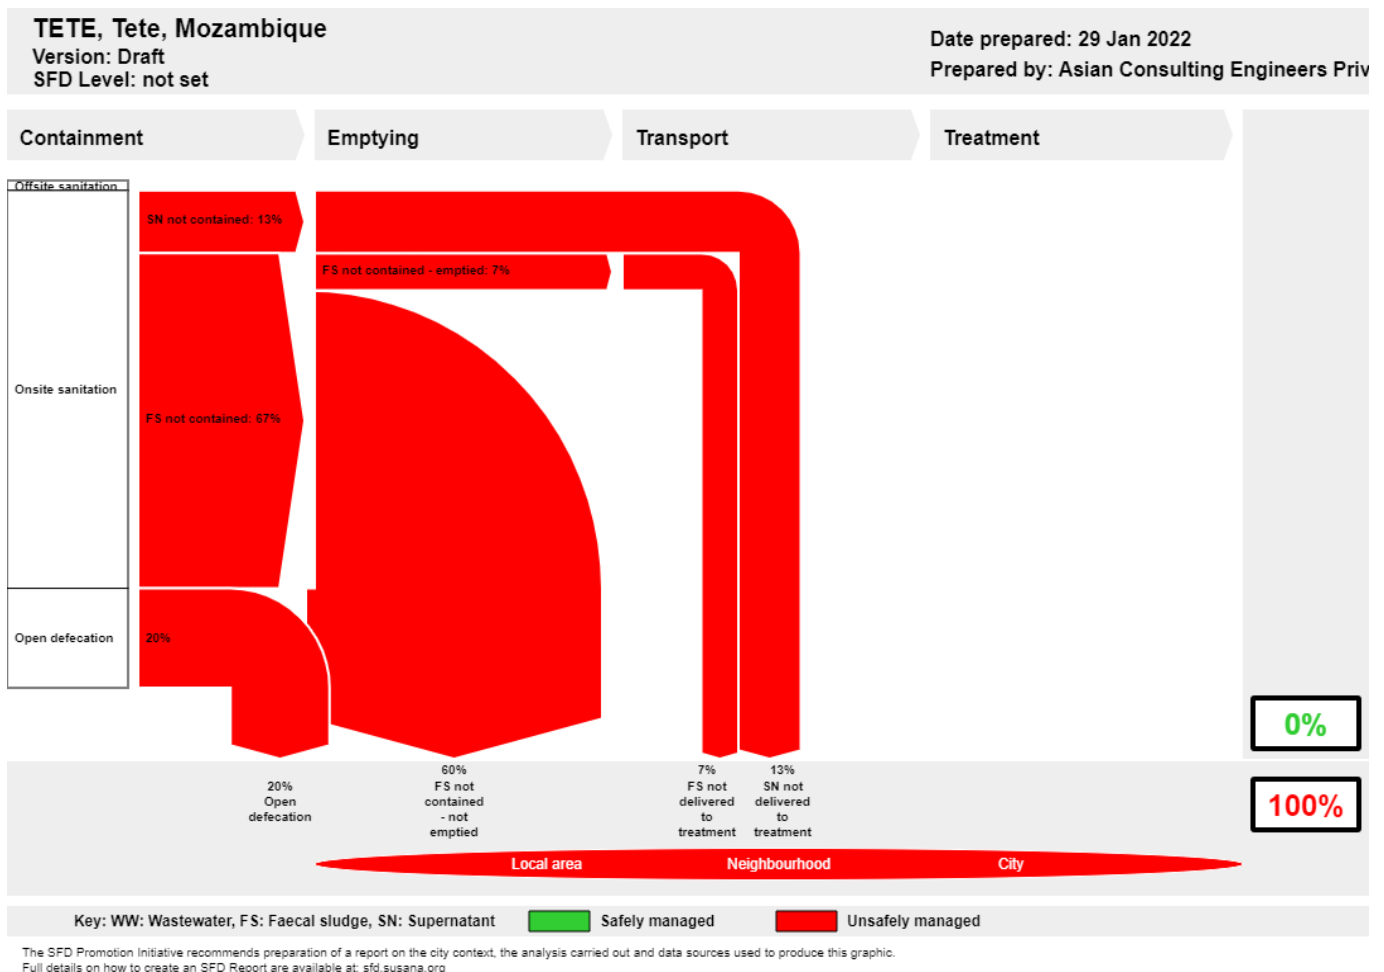 TETE, Tete, Mozambique
Version: Draft
SFD Level: not set
Date prepared: 29 Jan 2022
Prepared by: Asian Consulting Engineers Priv
Containment
Emptying
Transport
Treatment
Offsite sanitation
SN not contained: 13%
FS not contained - emptied: 7%
Onsite sanitation
FS not contained: 67%
Open defecation
20%
0%
100%
20%
Open
defecation
60%
FS not
contained
- not
emptied
7%
FS not
delivered
to
treatment
13%
SN not
delivered
to
treatment
Local area
Neighbourhood
City
Key: WW: Wastewater, FS: Faecal sludge, SN: Supernatant
Safely managed
Unsafely managed
The SFD Promotion Initiative recommends preparation of a report on the city context, the analysis carried out and data sources used to produce this graphic.
Full details on how to create an SFD Report are available at: sfd.susana.org